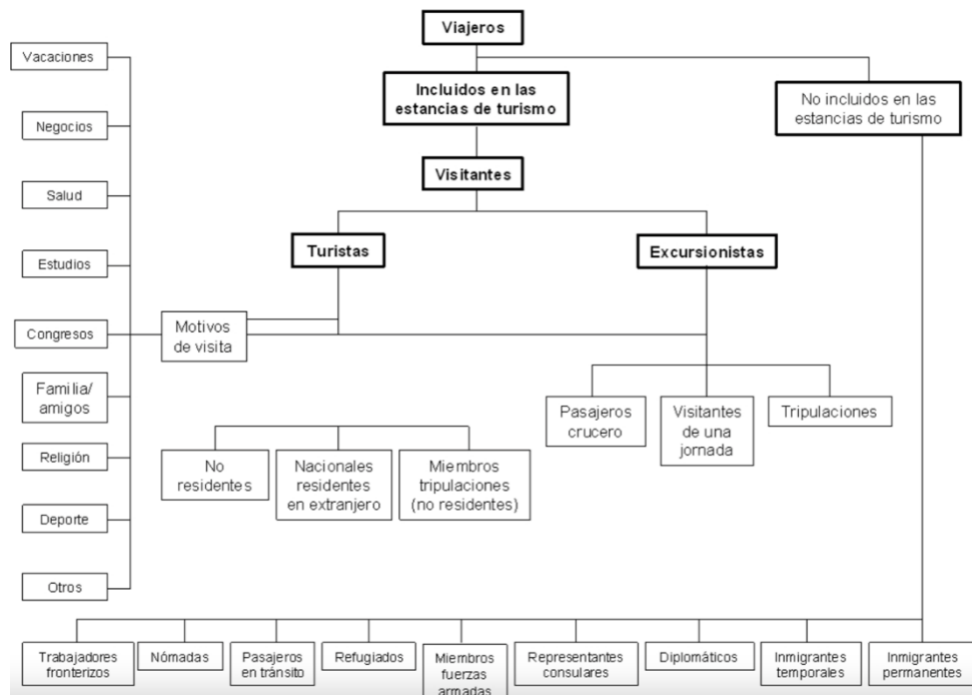 Viajeros
Incluidos en las
estancias de turismo
No incluidos en las
estancias de turismo
Visitantes
Turistas
Excursionistas
Vacaciones
Negocios
Salud
Estudios
Congresos
Familia/
amigos
Religión
Deporte
Otros
Motivos
de visita
Pasajeros
crucero
Visitantes
de una
jornada
Tripulaciones
No
residentes
Nacionales
residentes
en extranjero
Miembros
tripulaciones
(no residentes)
Trabajadores
fronterizos
Nómadas
Pasajeros
en tránsito
Refugiados
Miembros
fuerzas
armadas
Representantes
consulares
Diplomáticos
Inmigrantes
temporales
Inmigrantes
permanentes